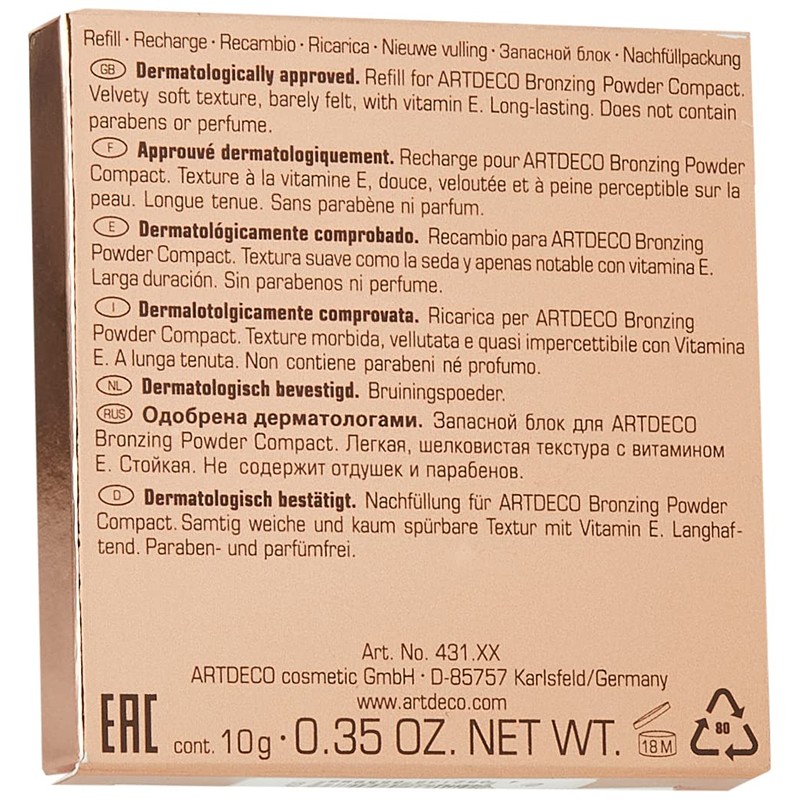 Refill · Recharge · Recambio · Ricarica · Nieuwe vulling · Запасной блок · Nachfüllpackung
GB Dermatologically approved. Refill for ARTDECO Bronzing Powder Compact.
Velvety soft texture, barely felt, with vitamin E. Long-lasting. Does not contain
parabens or perfume.
F Approuvé dermatologiquement. Recharge pour ARTDECO Bronzing Powder
Compact. Texture à la vitamine E, douce, veloutée et à peine perceptible sur la
peau. Longue tenue. Sans parabène ni parfum.
E Dermatológicamente comprobado. Recambio para ARTDECO Bronzing
Powder Compact. Textura suave como la seda y apenas notable con vitamina E.
Larga duración. Sin parabenos ni perfume.
I Dermalotolgicamente comprovata. Ricarica per ARTDECO Bronzing
Powder Compact. Texture morbida, vellutata e quasi impercettibile con Vitamina
E. A lunga tenuta. Non contiene parabeni né profumo.
NL Dermatologisch bevestigd. Bruiningspoeder.
RUS Одобрена дерматологами. Запасной блок для ARTDECO
Bronzing Powder Compact. Легкая, шелковистая текстура с витамином
Е. Стойкая. Не содержит отдушек и парабенов.
D Dermatologisch bestätigt. Nachfüllung für ARTDECO Bronzing Powder
Compact. Samtig weiche und kaum spürbare Textur mit Vitamin E. Langhaf-
tend. Paraben- und parfümfrei.
Art. No. 431.XX
ARTDECO cosmetic GmbH · D-85757 Karlsfeld/Germany
www.artdeco.com
EAC cont. 10g · 0.35 OZ. NET WT. 18M 80